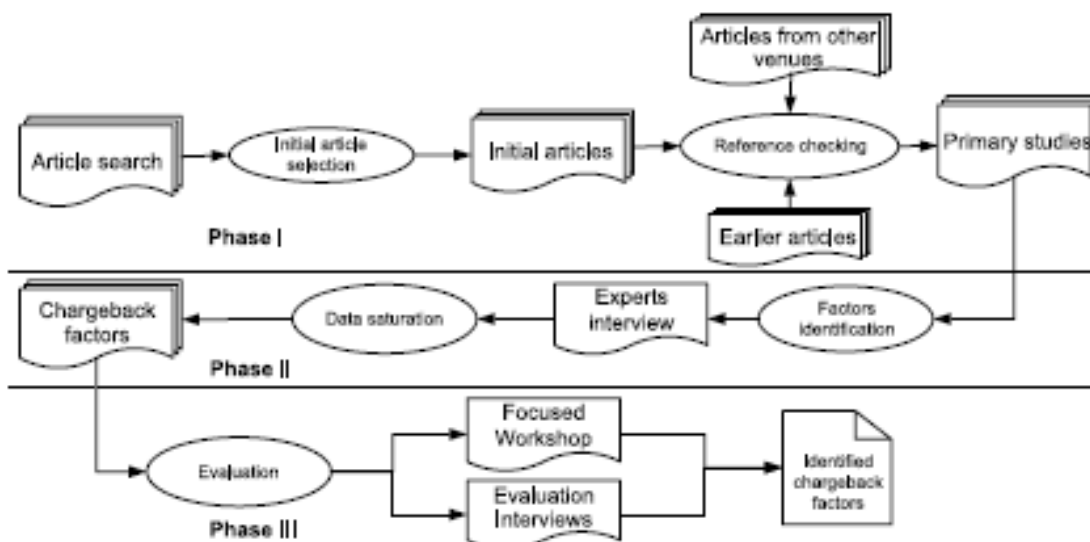 Articles from other
venues
Article search
Initial article
selection
Initial articles
Reference checking
Primary studies
Earlier articles
Phase I
Chargeback
factors
Data saturation
Experts
interview
Factors
identification
Phase II
Evaluation
Focused
Workshop
Evaluation
Interviews
Identified
chargeback
factors
Phase III